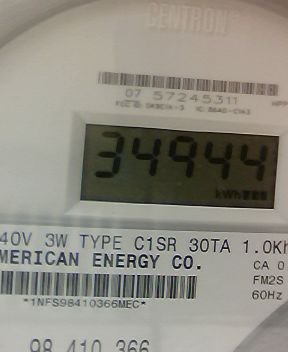 CENTRON®
07 57245311
34944
kWh
40V 3W TYPE C1SR 30TA 1.0Kh
MERICAN ENERGY CO.
CA 0
FM2S
60Hz
*1NFS98410366MEC*
98 410 366